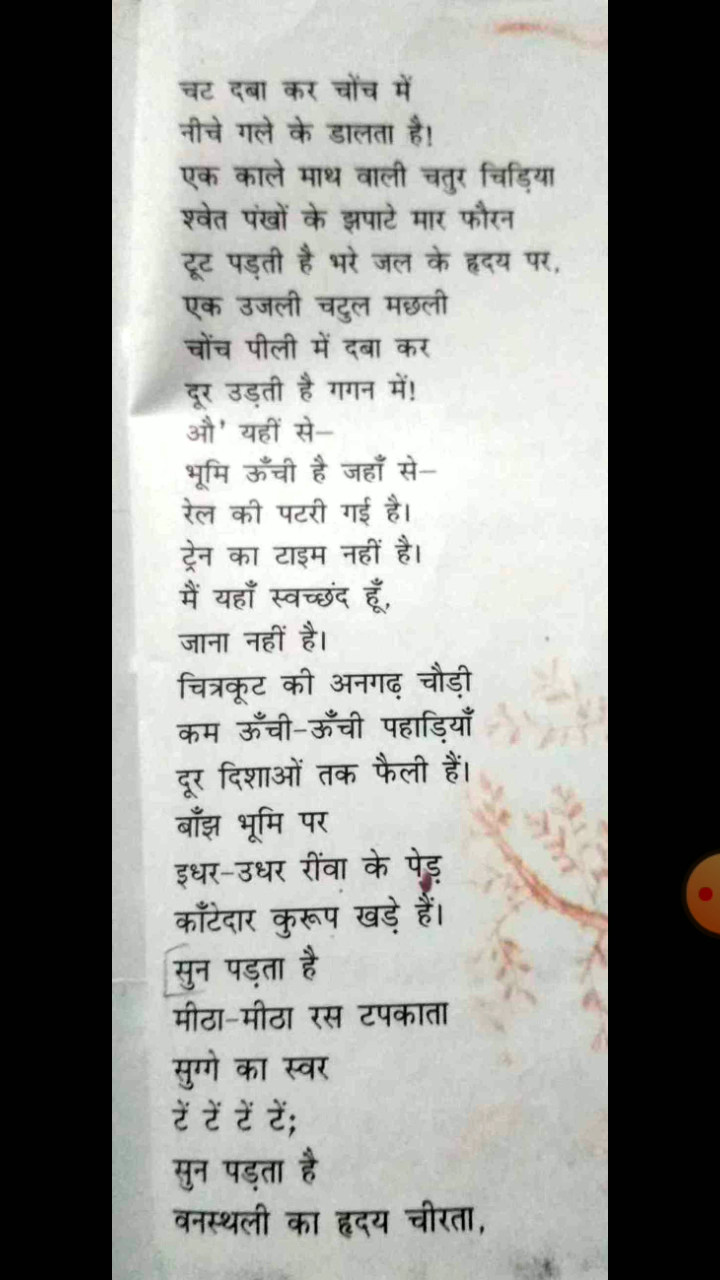 चट दबा कर चोंच में
नीचे गले के डालता है!
एक काले माथ वाली चतुर चिड़िया
श्वेत पंखों के झपाटे मार फौरन
टूट पड़ती है भरे जल के हृदय पर,
एक उजली चटुल मछली
चोंच पीली में दबा कर
दूर उड़ती है गगन में!
औ' यहीं से–
भूमि ऊँची है जहाँ से–
रेल की पटरी गई है।
ट्रेन का टाइम नहीं है।
मैं यहाँ स्वच्छंद हूँ,
जाना नहीं है।
चित्रकूट की अनगढ़ चौड़ी
कम ऊँची-ऊँची पहाड़ियाँ
दूर दिशाओं तक फैली हैं।
बाँझ भूमि पर
इधर-उधर रींवा के पेड़
काँटेदार कुरूप खड़े हैं।
सुन पड़ता है
मीठा-मीठा रस टपकाता
सुग्गे का स्वर
टें टें टें टें;
सुन पड़ता है
वनस्थली का हृदय चीरता,